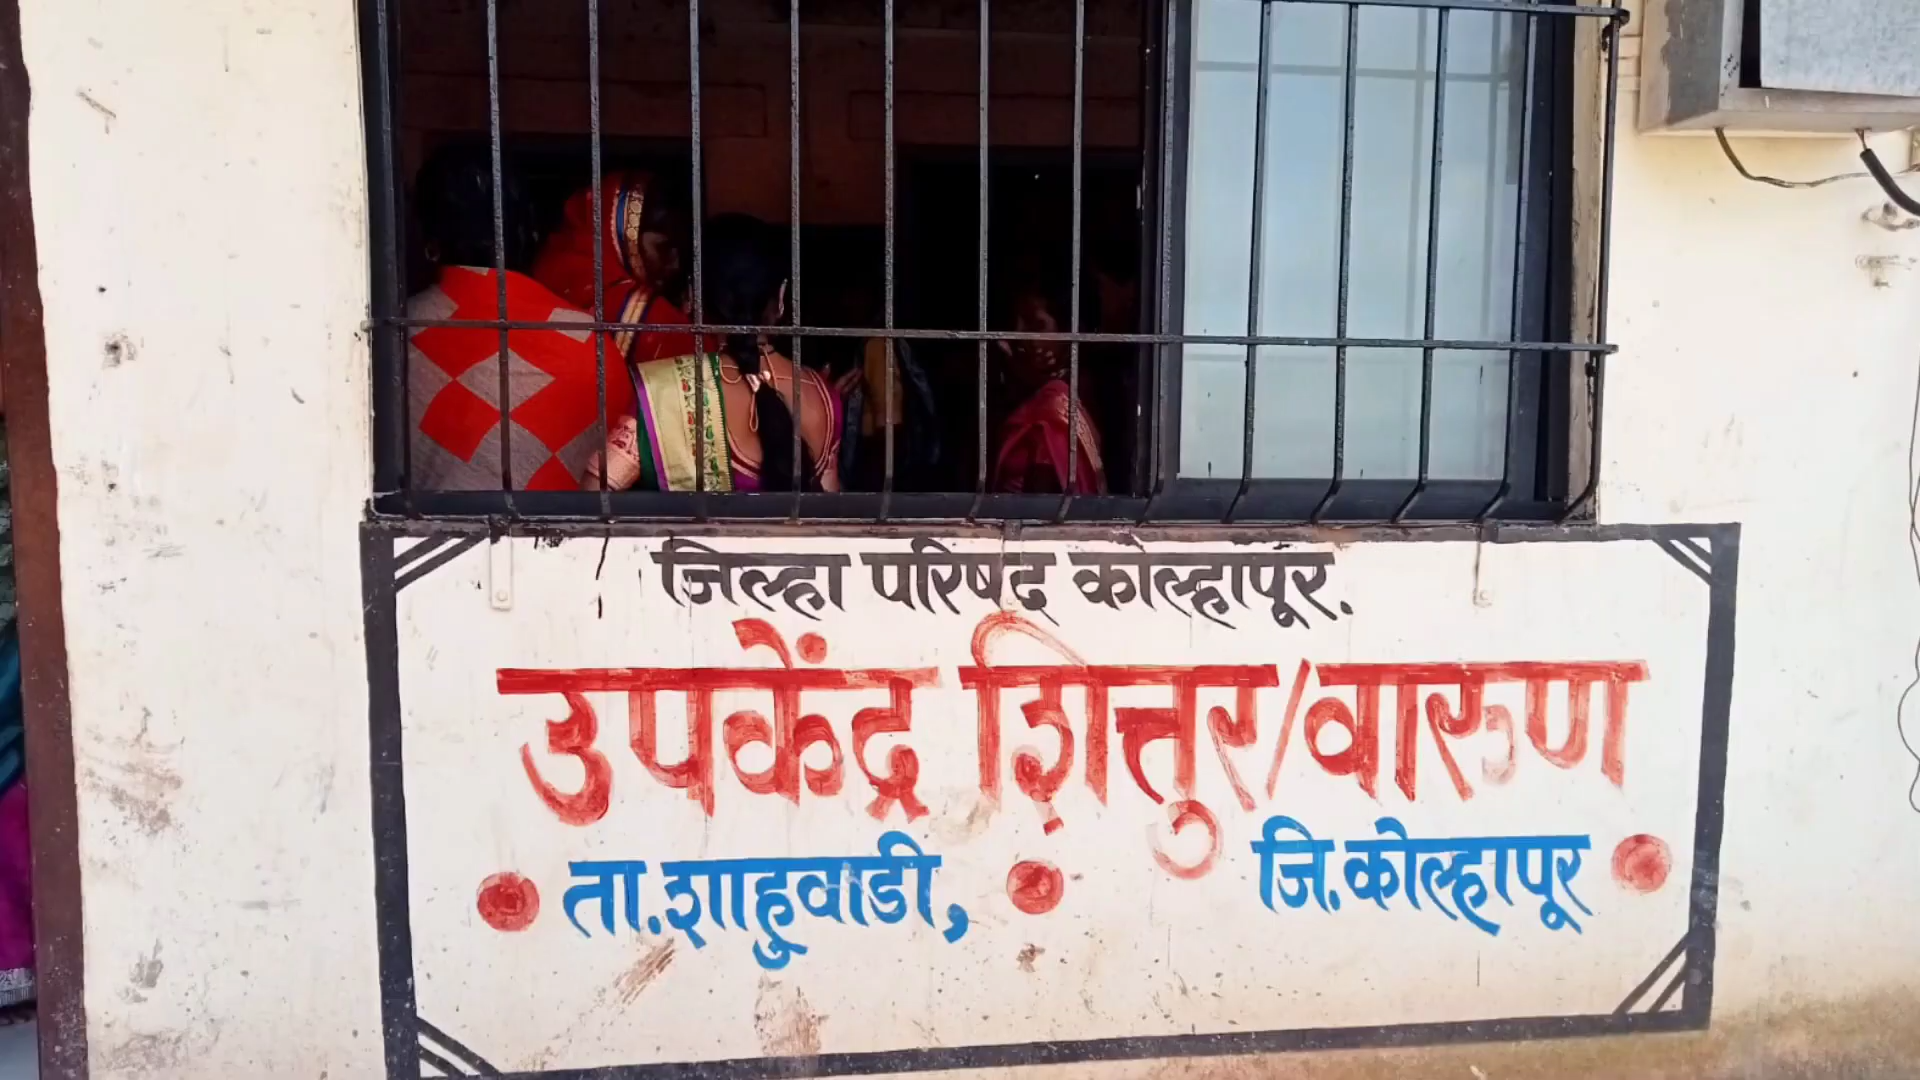 जिल्हा परिषद कोल्हापूर.
उपकेंद्र शित्तुर/वारुण
ता.शाहुवाडी, जि.कोल्हापूर